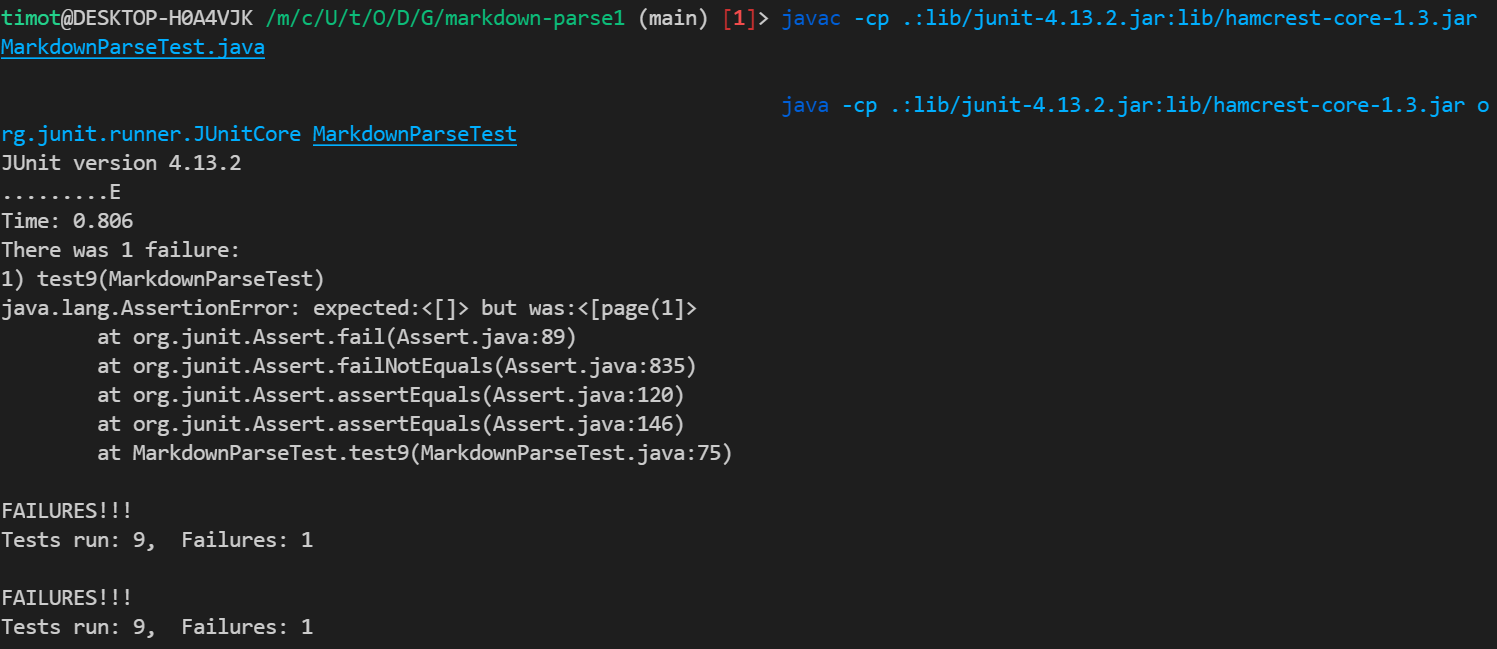 timot@DESKTOP-H0A4VJK /m/c/U/t/O/D/G/markdown-parse1 (main) [1]> javac -cp .:lib/junit-4.13.2.jar:lib/hamcrest-core-1.3.jar
MarkdownParseTest.java
java -cp .:lib/junit-4.13.2.jar:lib/hamcrest-core-1.3.jar o
rg.junit.runner.JUnitCore MarkdownParseTest
JUnit version 4.13.2
.........E
Time: 0.806
There was 1 failure:
1) test9(MarkdownParseTest)
java.lang.AssertionError: expected:<[]> but was:<[page(1]>
        at org.junit.Assert.fail(Assert.java:89)
        at org.junit.Assert.failNotEquals(Assert.java:835)
        at org.junit.Assert.assertEquals(Assert.java:120)
        at org.junit.Assert.assertEquals(Assert.java:146)
        at MarkdownParseTest.test9(MarkdownParseTest.java:75)
FAILURES!!!
Tests run: 9,  Failures: 1
FAILURES!!!
Tests run: 9,  Failures: 1